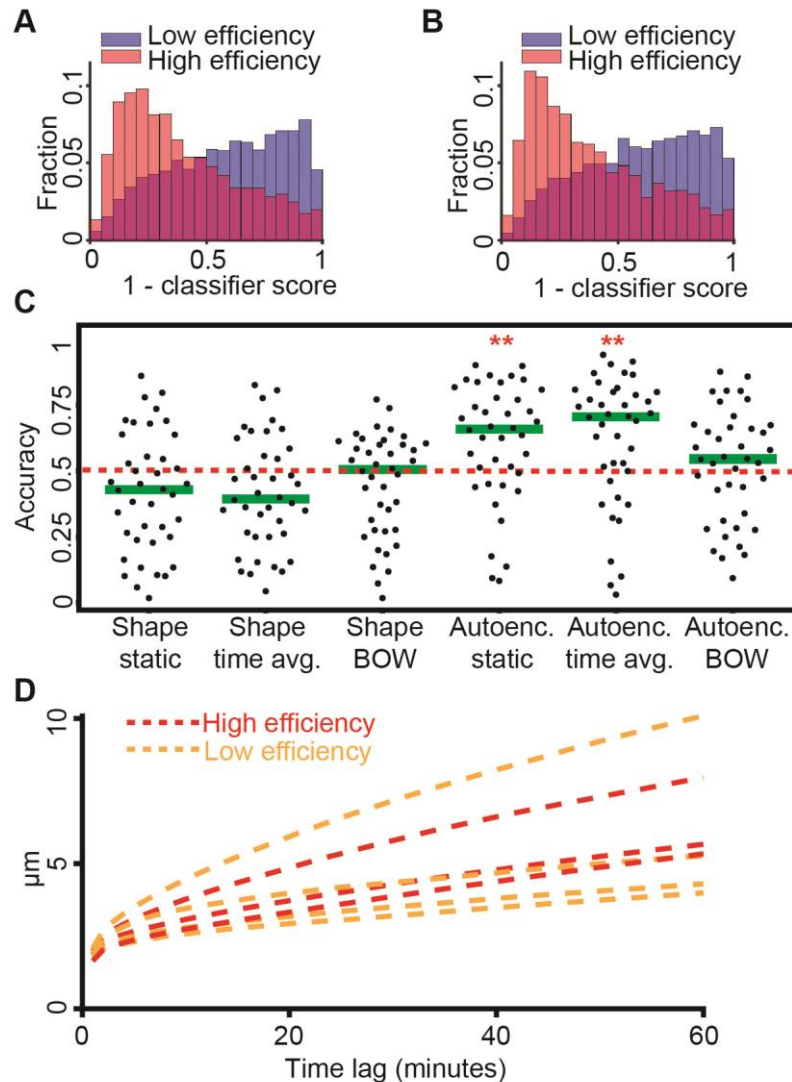 A
Low efficiency
High efficiency
0.1
0.05
0
Fraction
0 0.5 1
1 - classifier score
B
Low efficiency
High efficiency
0.1
0.05
0
Fraction
0 0.5 1
1 - classifier score
C
**
**
1
0.75
0.5
0.25
0
Accuracy
Shape static
Shape time avg.
Shape BOW
Autoenc. static
Autoenc. time avg.
Autoenc. BOW
D
High efficiency
Low efficiency
10
5
0
µm
0 20 40 60
Time lag (minutes)